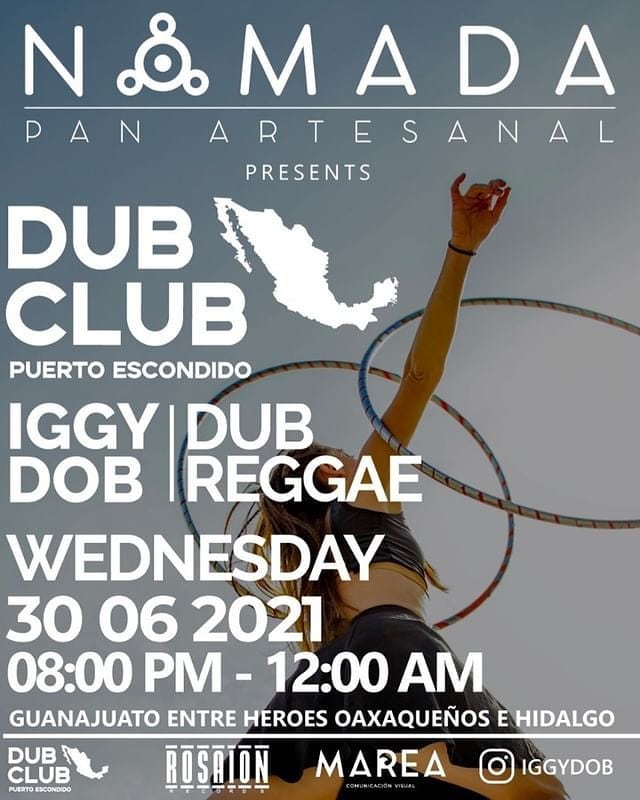 NOMADA
PAN ARTESANAL
PRESENTS
DUB
CLUB
PUERTO ESCONDIDO
IGGY DOB | DUB REGGAE
WEDNESDAY
30 06 2021
08:00 PM - 12:00 AM
GUANAJUATO ENTRE HEROES OAXAQUEÑOS E HIDALGO
DUB
CLUB
PUERTO ESCONDIDO
ROSAION
RECORDS
MAREA
COMUNICACIÓN VISUAL
IGGYDOB